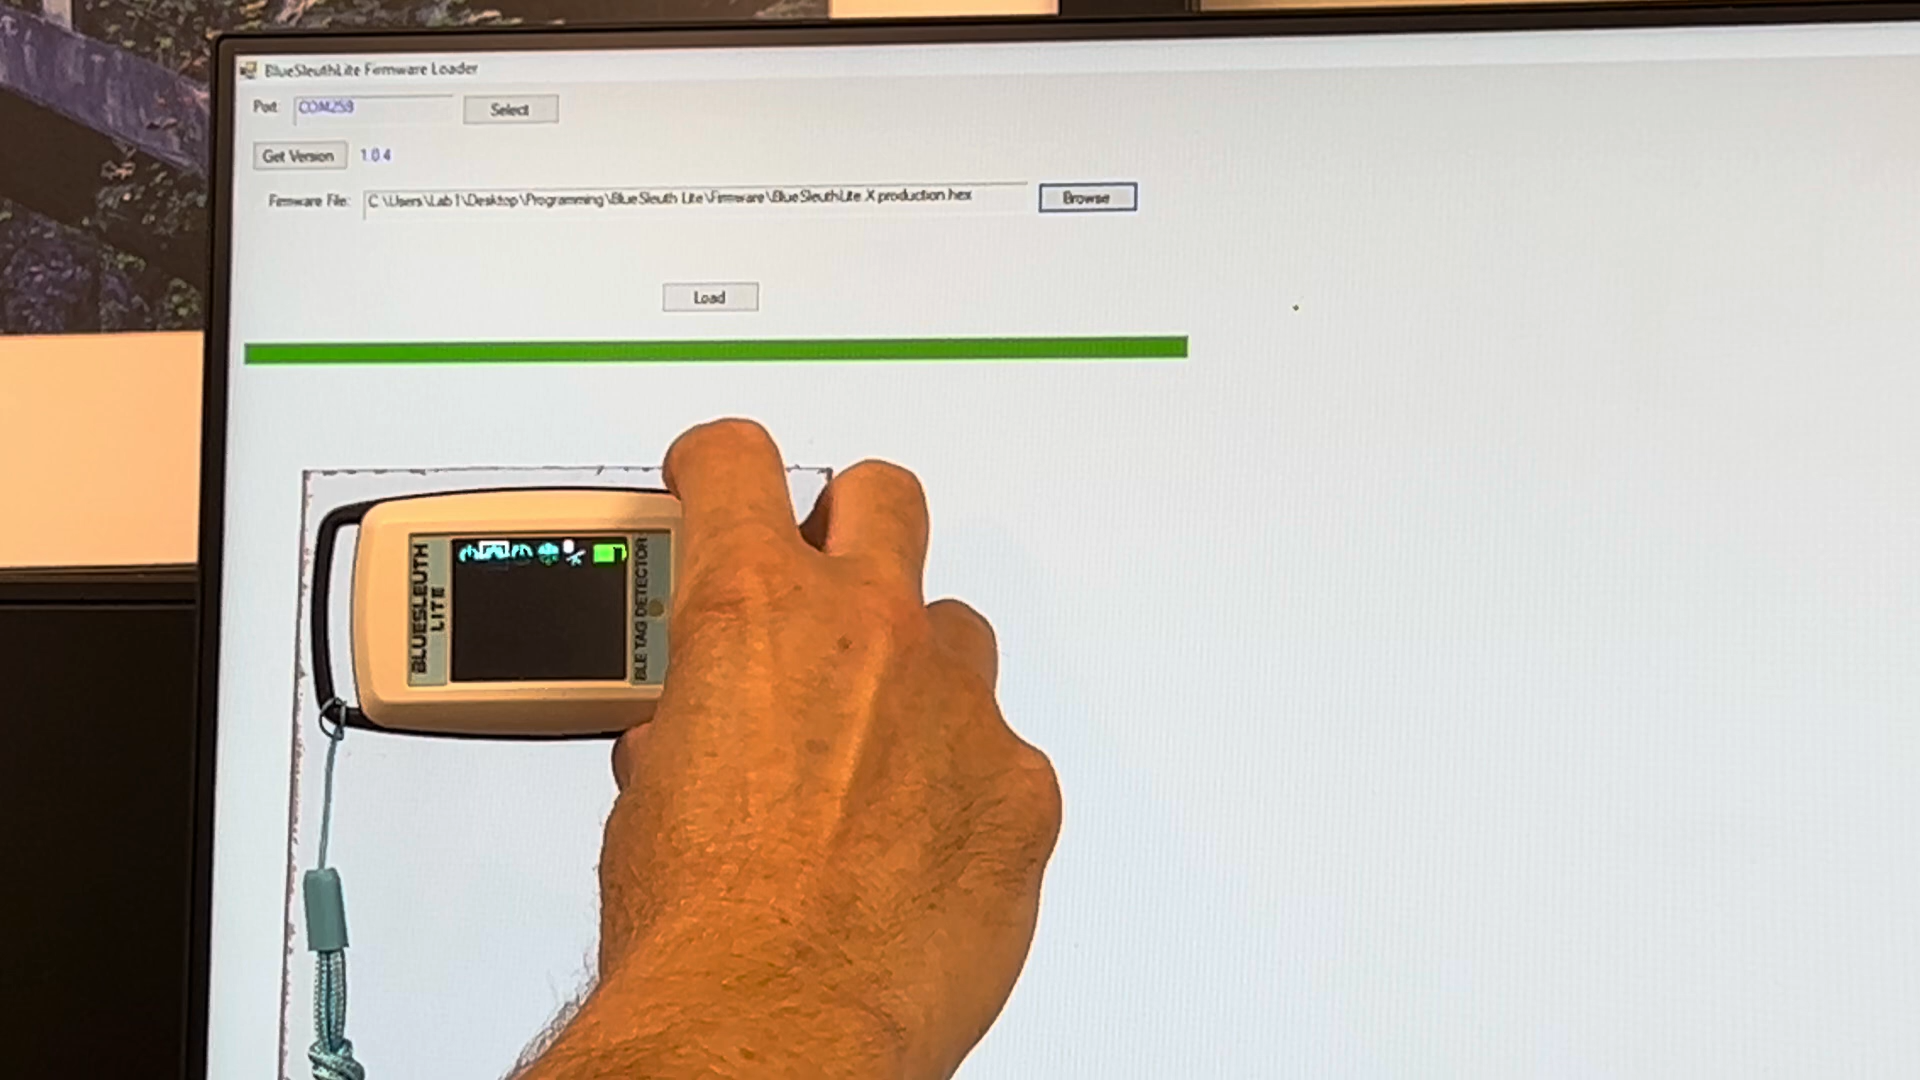 BlueSleuthLite Firmware Loader
Port: COM259 Select
Get Version 1.0.4
Firmware File: C:\Users\Lab1\Desktop\Programming\BlueSleuth Lite\Firmware\BlueSleuthLite.X.production.hex Browse
Load
BLUESLEUTH
LITE
BLE TAG DETECTOR